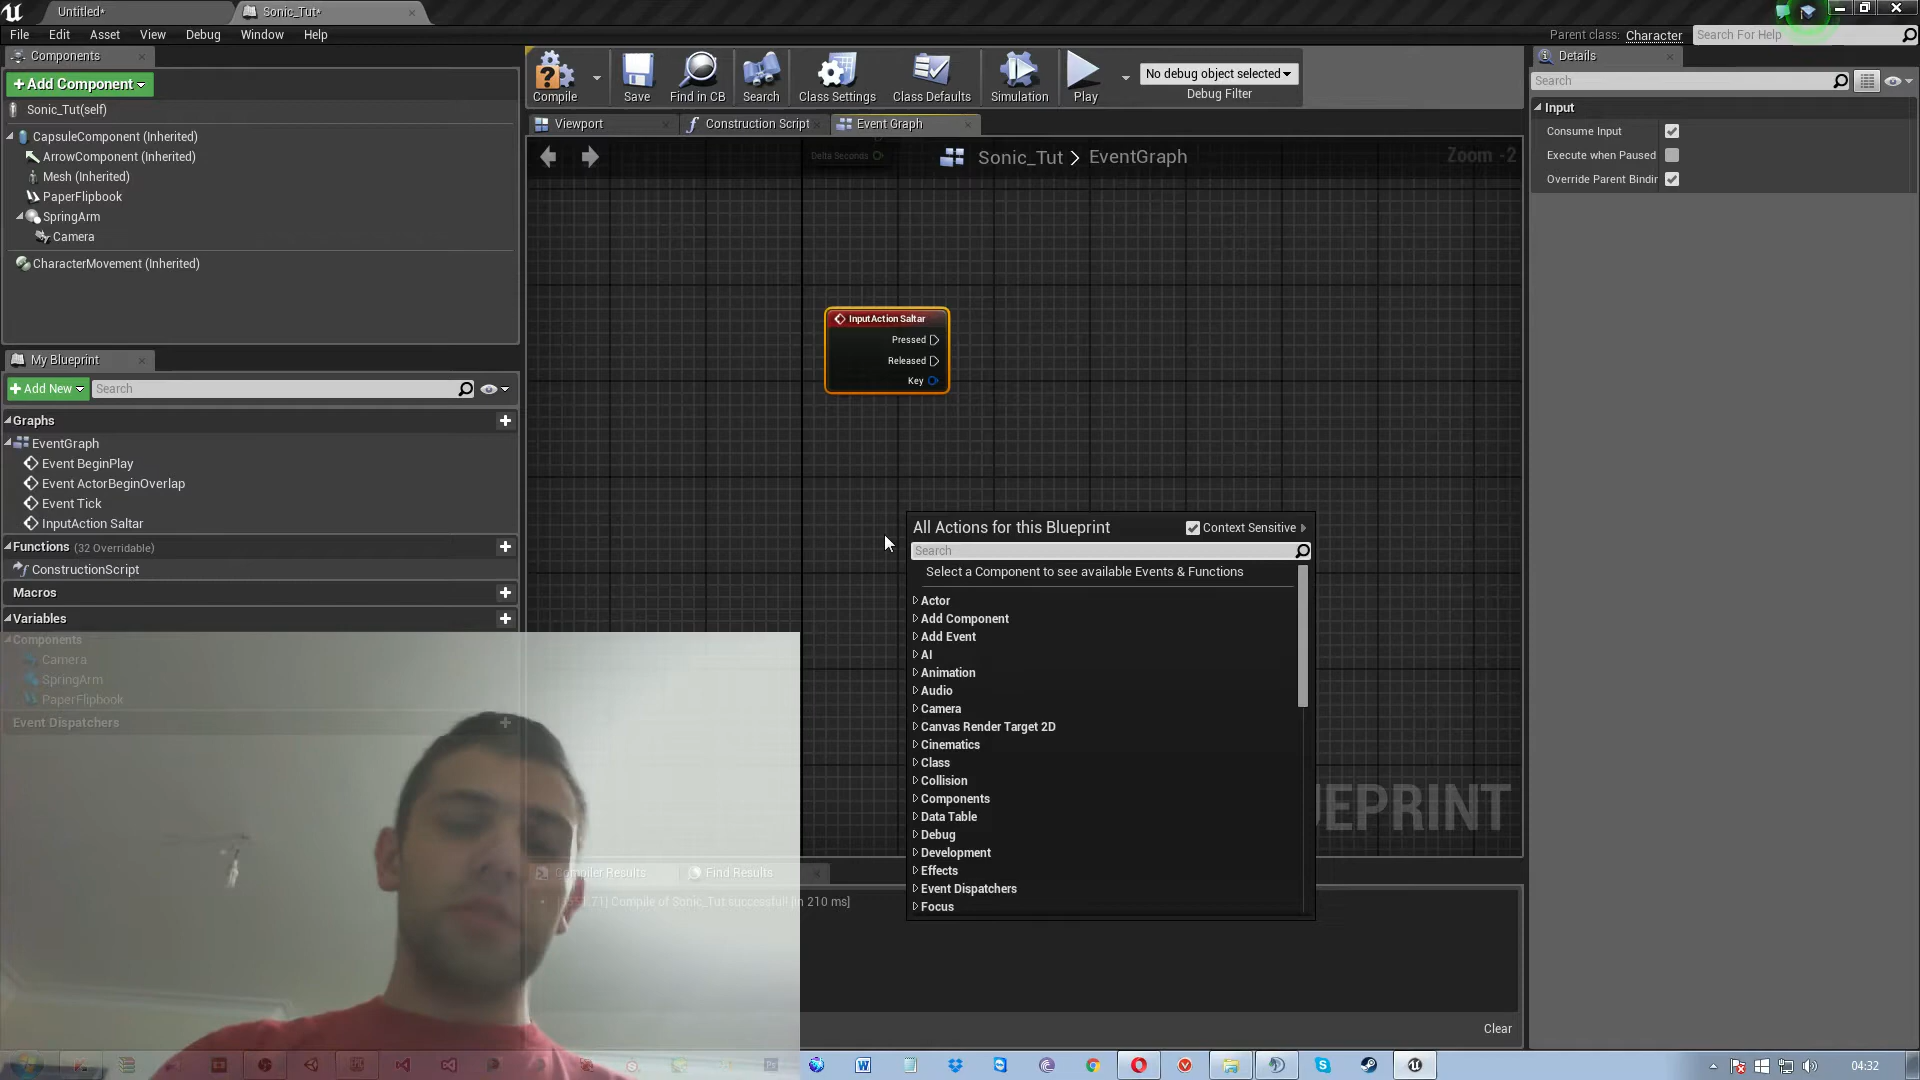 Untitled*
Sonic_Tut*
File Edit Asset View Debug Window Help
Parent class: Character
Search For Help
Components
+ Add Component
Sonic_Tut(self)
CapsuleComponent (Inherited)
ArrowComponent (Inherited)
Mesh (Inherited)
PaperFlipbook
SpringArm
Camera
CharacterMovement (Inherited)
My Blueprint
+ Add New
Search
Graphs
EventGraph
Event BeginPlay
Event ActorBeginOverlap
Event Tick
InputAction Saltar
Functions (32 Overridable)
ConstructionScript
Macros
Variables
Components
Camera
SpringArm
PaperFlipbook
Event Dispatchers
Compile
Save
Find in CB
Search
Class Settings
Class Defaults
Simulation
Play
No debug object selected
Debug Filter
Viewport
Construction Script
Event Graph
Delta Seconds
Sonic_Tut > EventGraph
Zoom -2
InputAction Saltar
Pressed
Released
Key
All Actions for this Blueprint
Context Sensitive
Search
Select a Component to see available Events & Functions
Actor
Add Component
Add Event
AI
Animation
Audio
Camera
Canvas Render Target 2D
Cinematics
Class
Collision
Components
Data Table
Debug
Development
Effects
Event Dispatchers
Focus
UEPRINT
Compiler Results
Find Results
Compile of Sonic_Tut successful! [in 210 ms]
Clear
Details
Search
Input
Consume Input
Execute when Paused
Override Parent Bindir
04:32